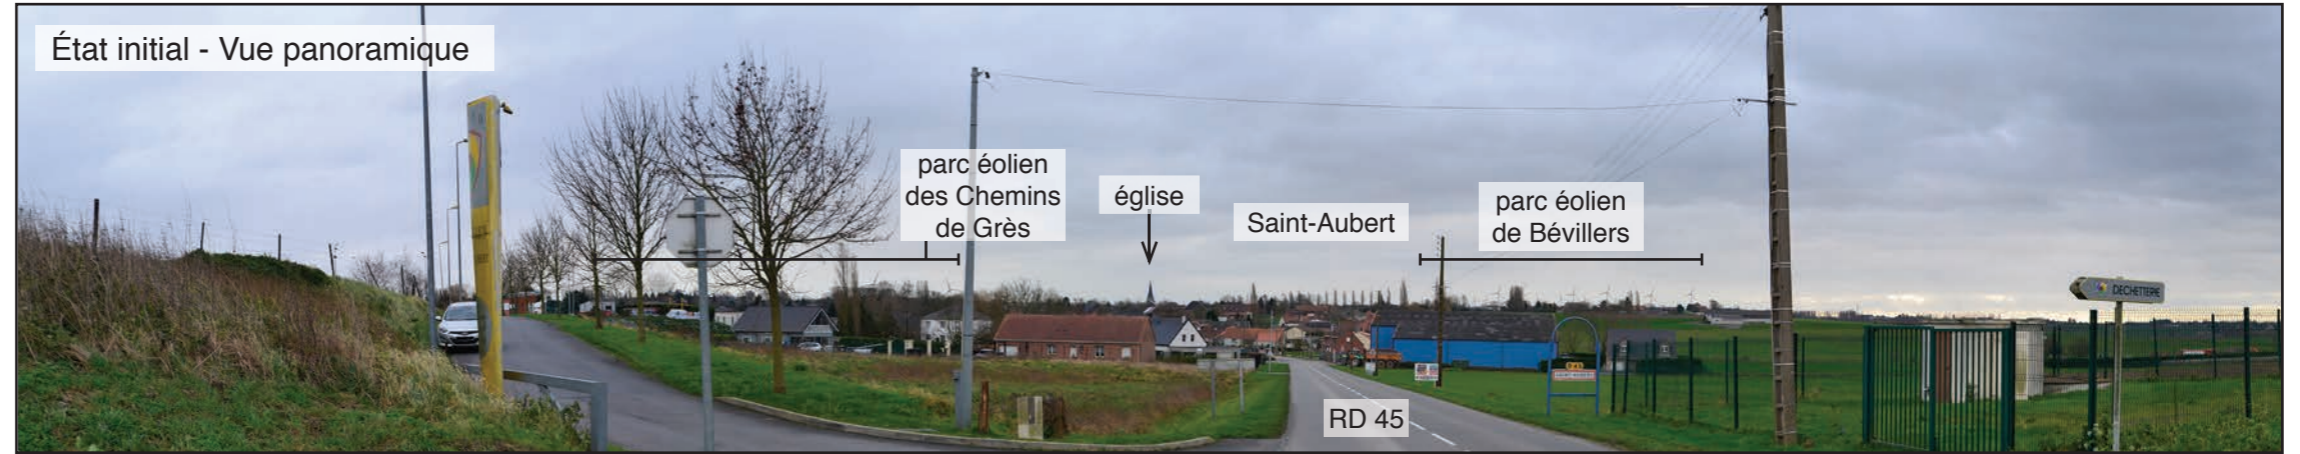 État initial - Vue panoramique
parc éolien
des Chemins
de Grès
église
Saint-Aubert
parc éolien
de Bévillers
DECHETTERIE
RD 45